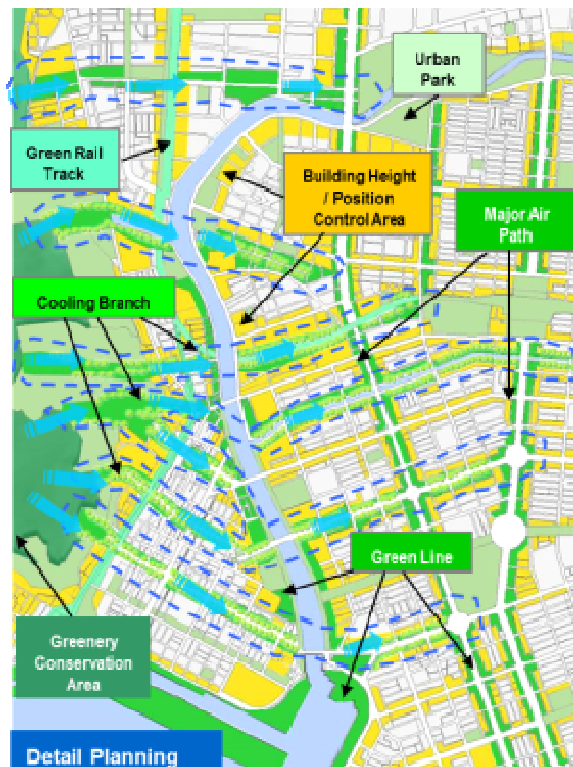 Urban
Park
Green Rail
Track
Building Height
/ Position
Control Area
Major Air
Path
Cooling Branch
Green Line
Greenery
Conservation
Area
Detail Planning